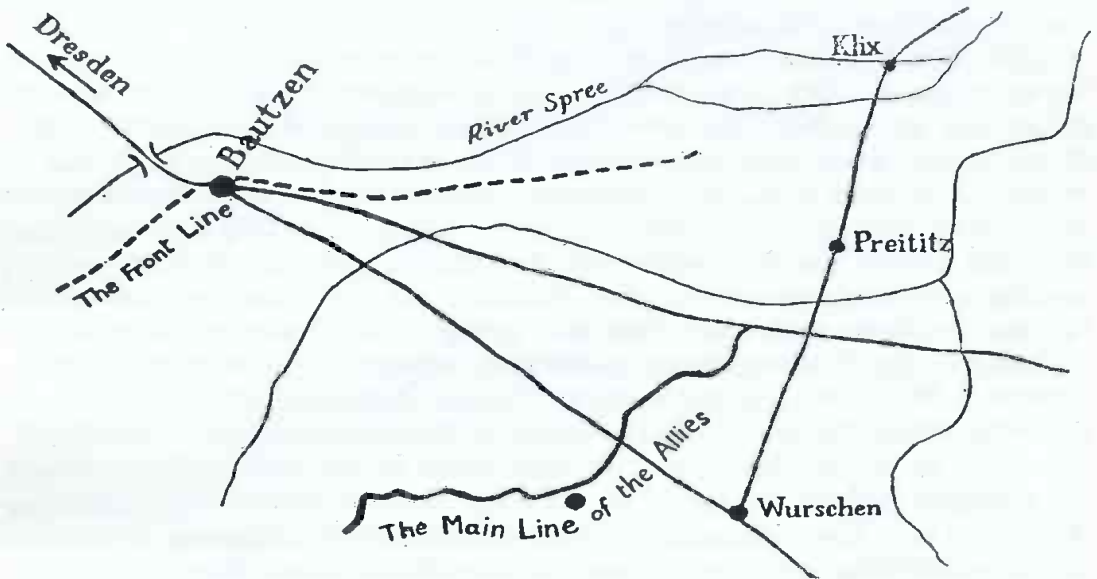 Dresden
Bautzen
River Spree
Klix
The Front Line
Preititz
The Main Line of the Allies
Wurschen